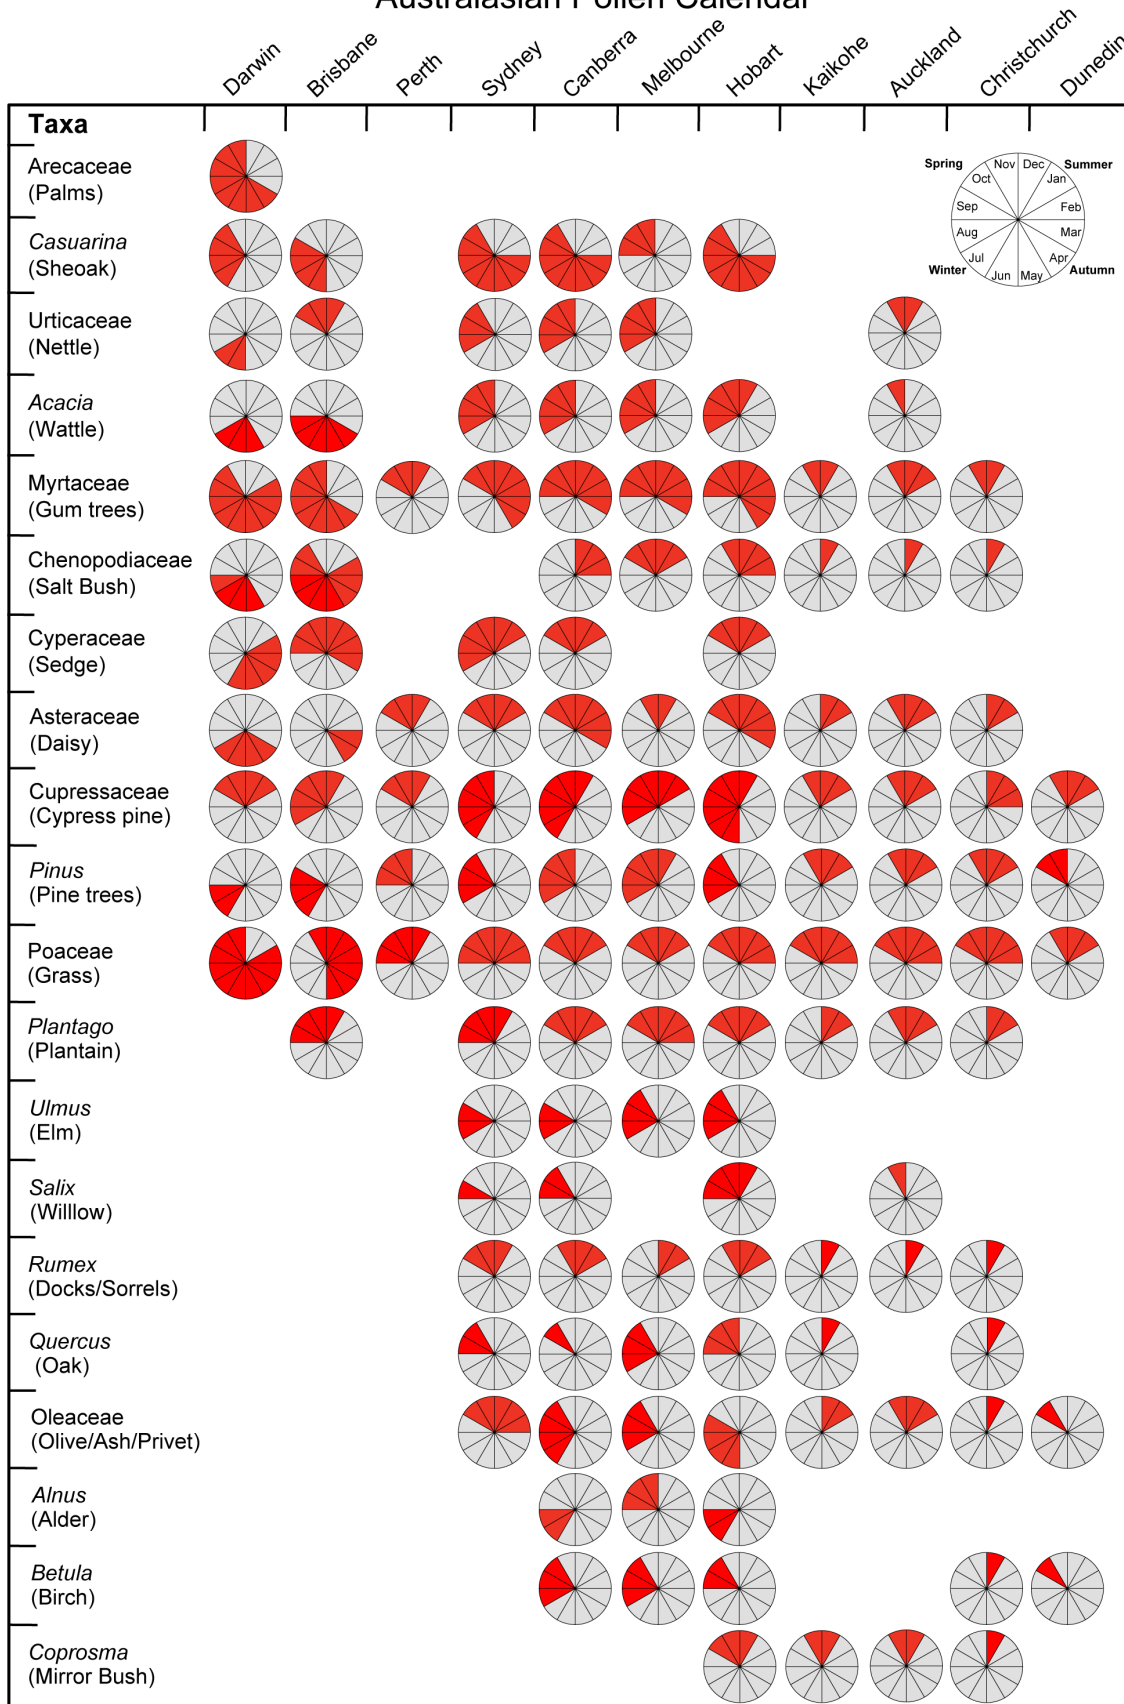 Australasian Pollen Calendar
Darwin
Brisbane
Perth
Sydney
Canberra
Melbourne
Hobart
Kaikohe
Auckland
Christchurch
Dunedin
Taxa
Arecaceae
(Palms)
Spring
Nov
Dec
Summer
Oct
Jan
Sep
Feb
Aug
Mar
Jul
Apr
Winter
Jun
May
Autumn
Casuarina
(Sheoak)
Urticaceae
(Nettle)
Acacia
(Wattle)
Myrtaceae
(Gum trees)
Chenopodiaceae
(Salt Bush)
Cyperaceae
(Sedge)
Asteraceae
(Daisy)
Cupressaceae
(Cypress pine)
Pinus
(Pine trees)
Poaceae
(Grass)
Plantago
(Plantain)
Ulmus
(Elm)
Salix
(Willlow)
Rumex
(Docks/Sorrels)
Quercus
(Oak)
Oleaceae
(Olive/Ash/Privet)
Alnus
(Alder)
Betula
(Birch)
Coprosma
(Mirror Bush)